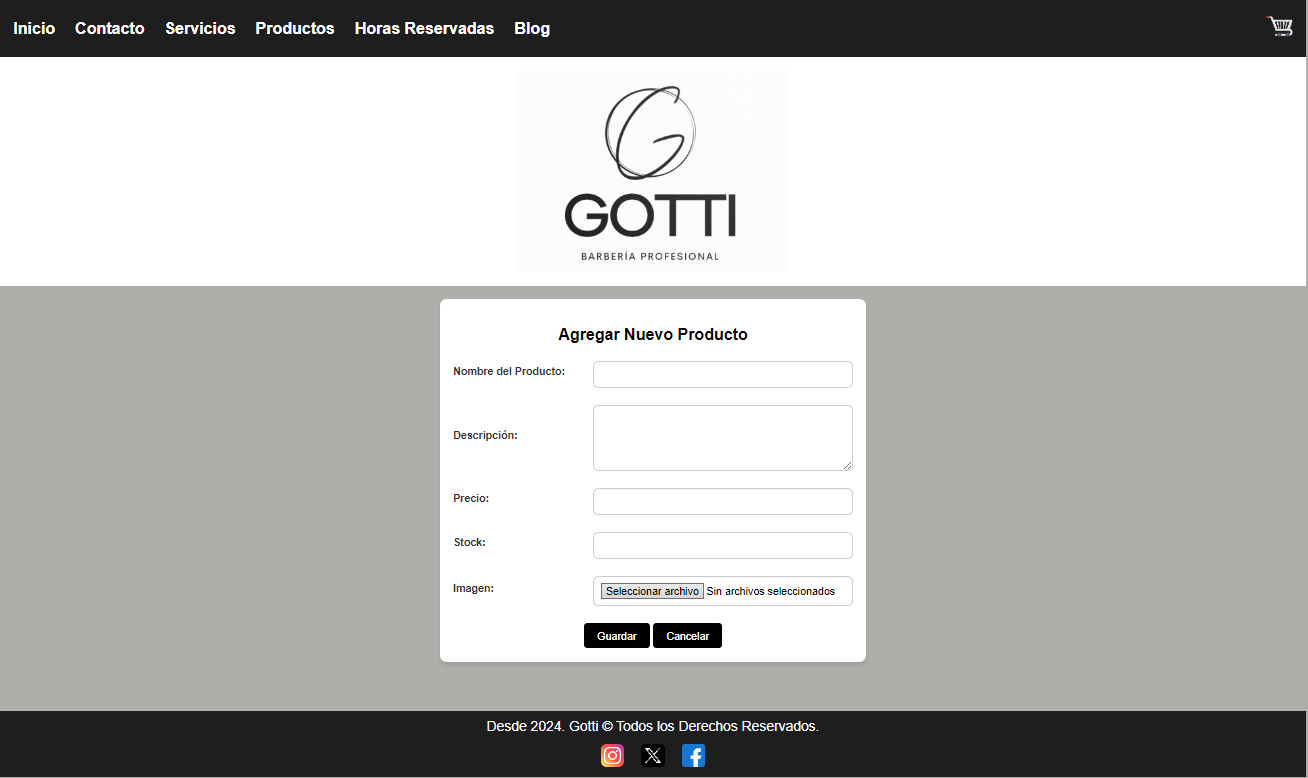 Inicio Contacto Servicios Productos Horas Reservadas Blog
GOTTI
BARBERÍA PROFESIONAL
Agregar Nuevo Producto
Nombre del Producto:
Descripción:
Precio:
Stock:
Imagen: Seleccionar archivo Sin archivos seleccionados
Guardar Cancelar
Desde 2024. Gotti © Todos los Derechos Reservados.